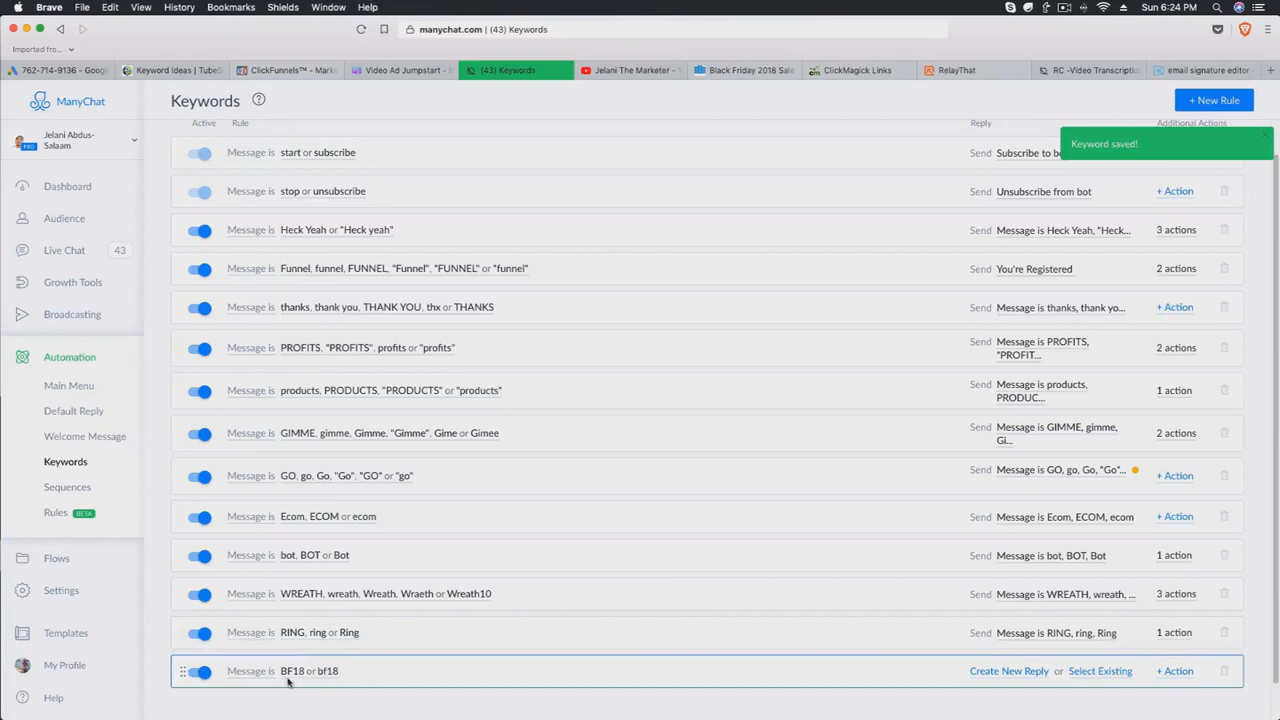 Brave File Edit View History Bookmarks Shields Window Help Sun 6:24 PM
manychat.com | (43) Keywords
Imported fro...
762-714-9136 - Goog Keyword Ideas | TubeS ClickFunnels™ - Mark Video Ad Jumpstart - (43) Keywords Jelani The Marketer - Black Friday 2018 Sale ClickMagick Links RelayThat RC -Video Transcriptio email signature editor -
ManyChat Keywords + New Rule
Active Rule Reply Additional Actions
Jelani Abdus-
Salaam
PRO
Keyword saved!
Message is start or subscribe Send Subscribe to b
Dashboard
Message is stop or unsubscribe Send Unsubscribe from bot + Action
Audience
Message is Heck Yeah or "Heck yeah" Send Message is Heck Yeah, "Heck... 3 actions
Live Chat 43
Message is Funnel, funnel, FUNNEL, "Funnel", "FUNNEL" or "funnel" Send You're Registered 2 actions
Growth Tools
Message is thanks, thank you, THANK YOU, thx or THANKS Send Message is thanks, thank yo... + Action
Broadcasting
Message is PROFITS, "PROFITS", profits or "profits" Send Message is PROFITS, "PROFIT... 2 actions
Automation
Main Menu
Message is products, PRODUCTS, "PRODUCTS" or "products" Send Message is products, PRODUC... 1 action
Default Reply
Message is GIMME, gimme, Gimme, "Gimme", Gime or Gimee Send Message is GIMME, gimme, Gi... 2 actions
Welcome Message
Keywords
Message is GO, go, Go, "Go", "GO" or "go" Send Message is GO, go, Go, "Go"... + Action
Sequences
Rules BETA
Message is Ecom, ECOM or ecom Send Message is Ecom, ECOM, ecom + Action
Flows
Message is bot, BOT or Bot Send Message is bot, BOT, Bot 1 action
Settings
Message is WREATH, wreath, Wreath, Wraeth or Wreath10 Send Message is WREATH, wreath, ... 3 actions
Templates
Message is RING, ring or Ring Send Message is RING, ring, Ring 1 action
My Profile
Message is BF18 or bf18 Create New Reply or Select Existing + Action
Help